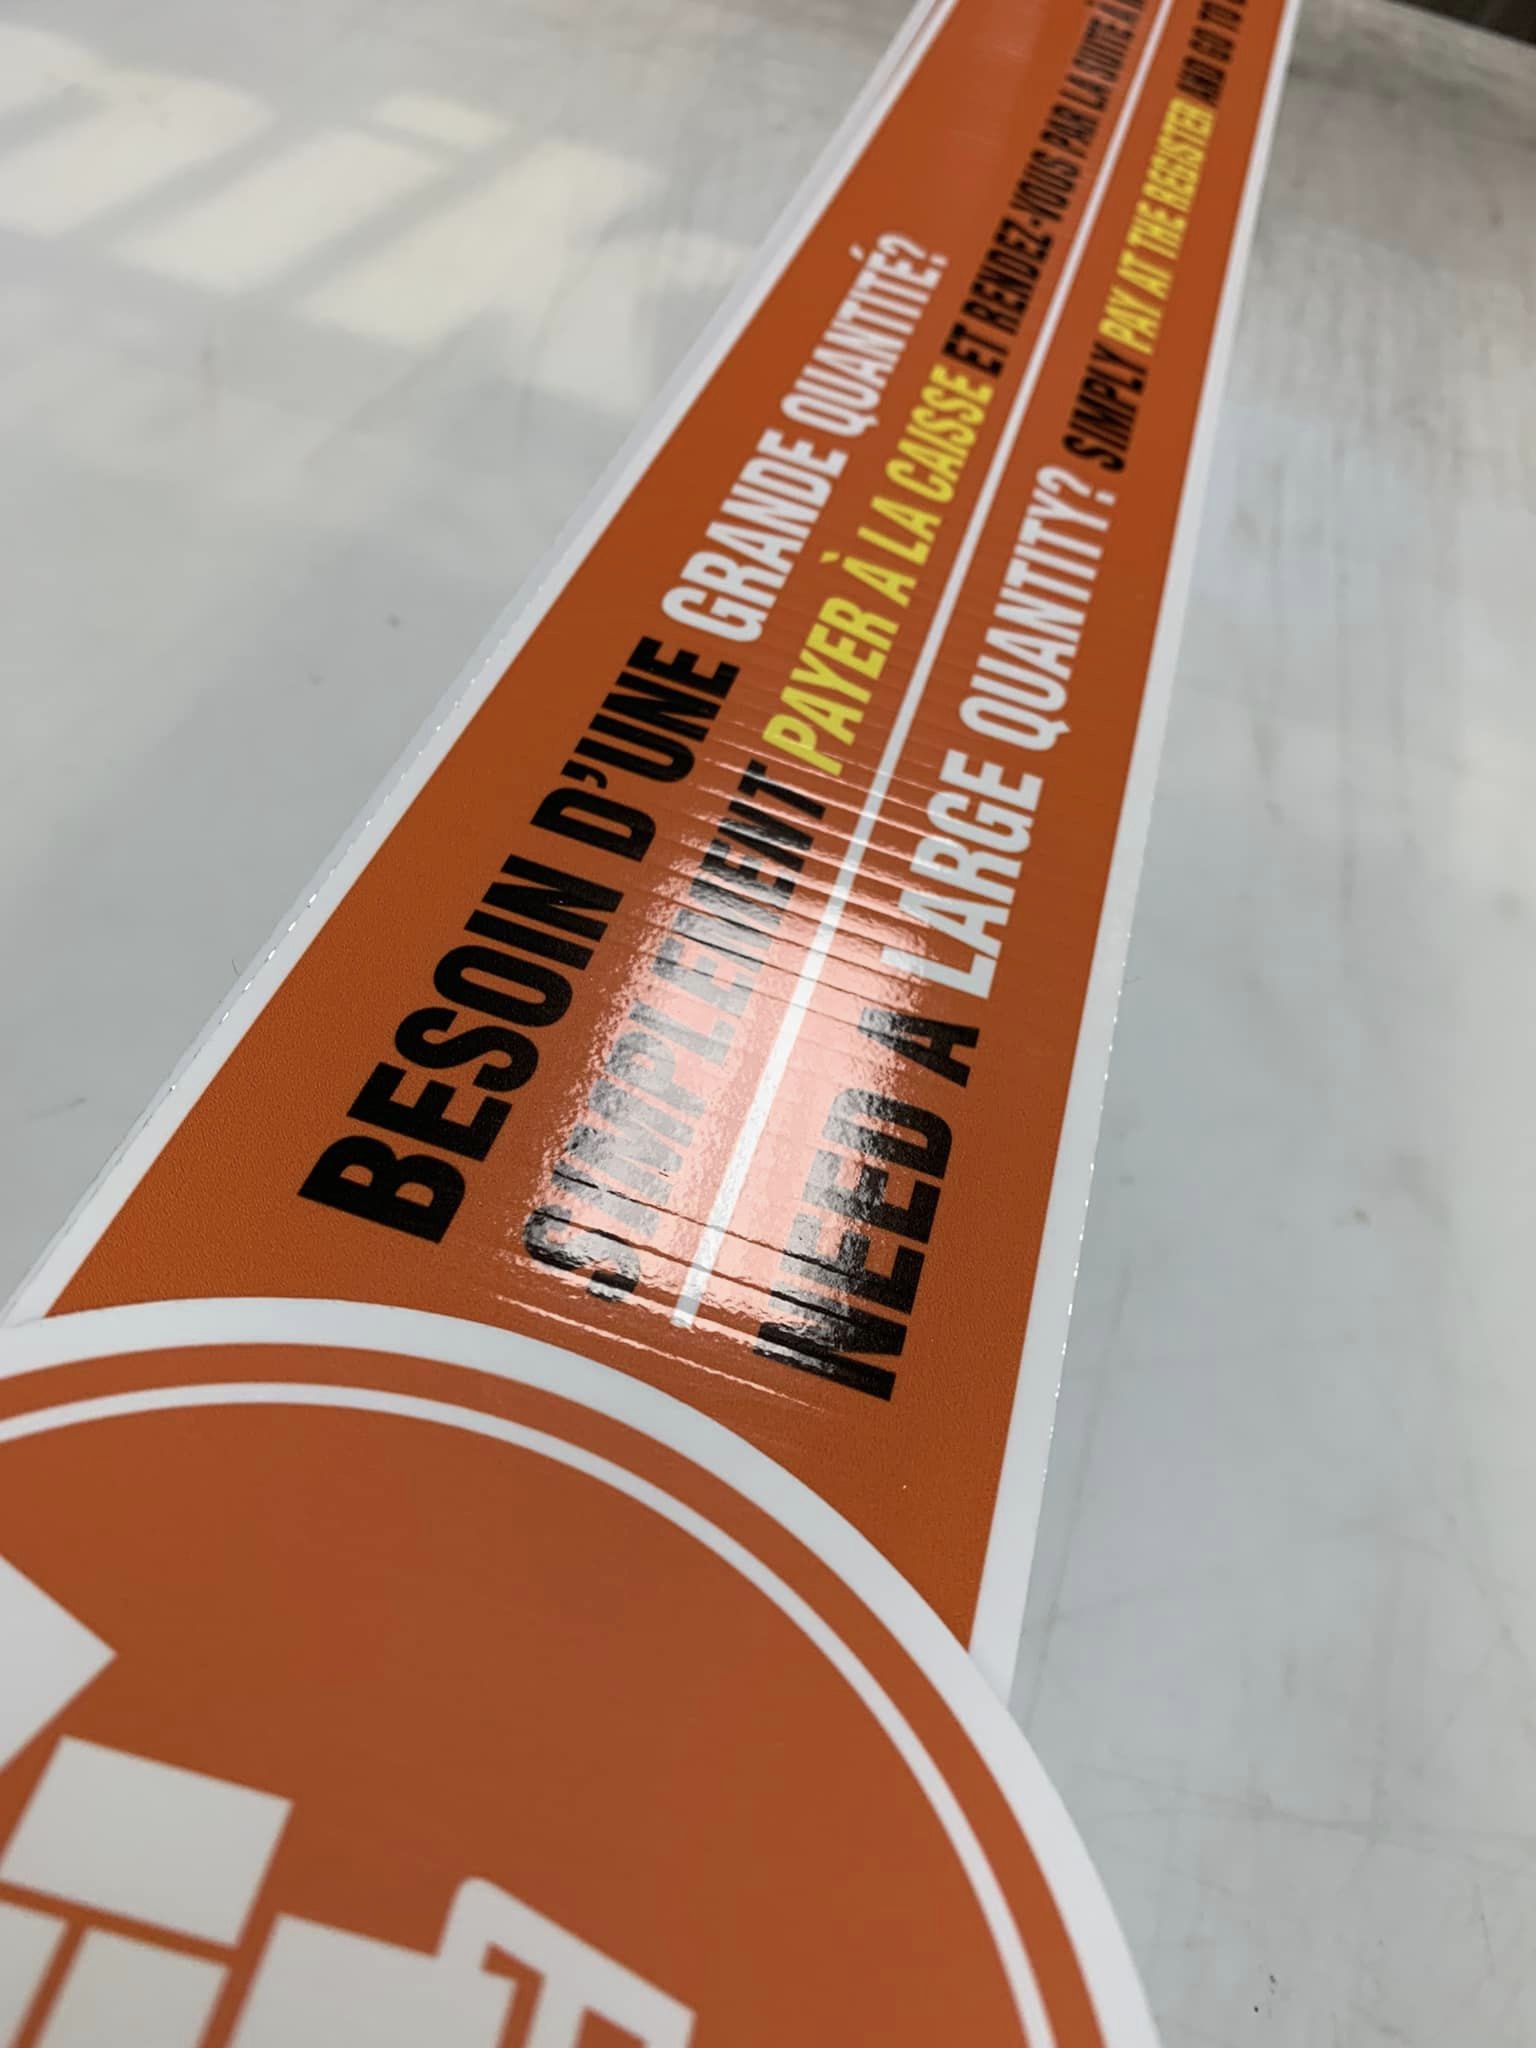 BESOIN D'UNE GRANDE QUANTITÉ?
SIMPLEMENT PAYER À LA CAISSE ET RENDEZ-VOUS PAR LA SUITE À
NEED A LARGE QUANTITY? SIMPLY PAY AT THE REGISTER AND GO TO